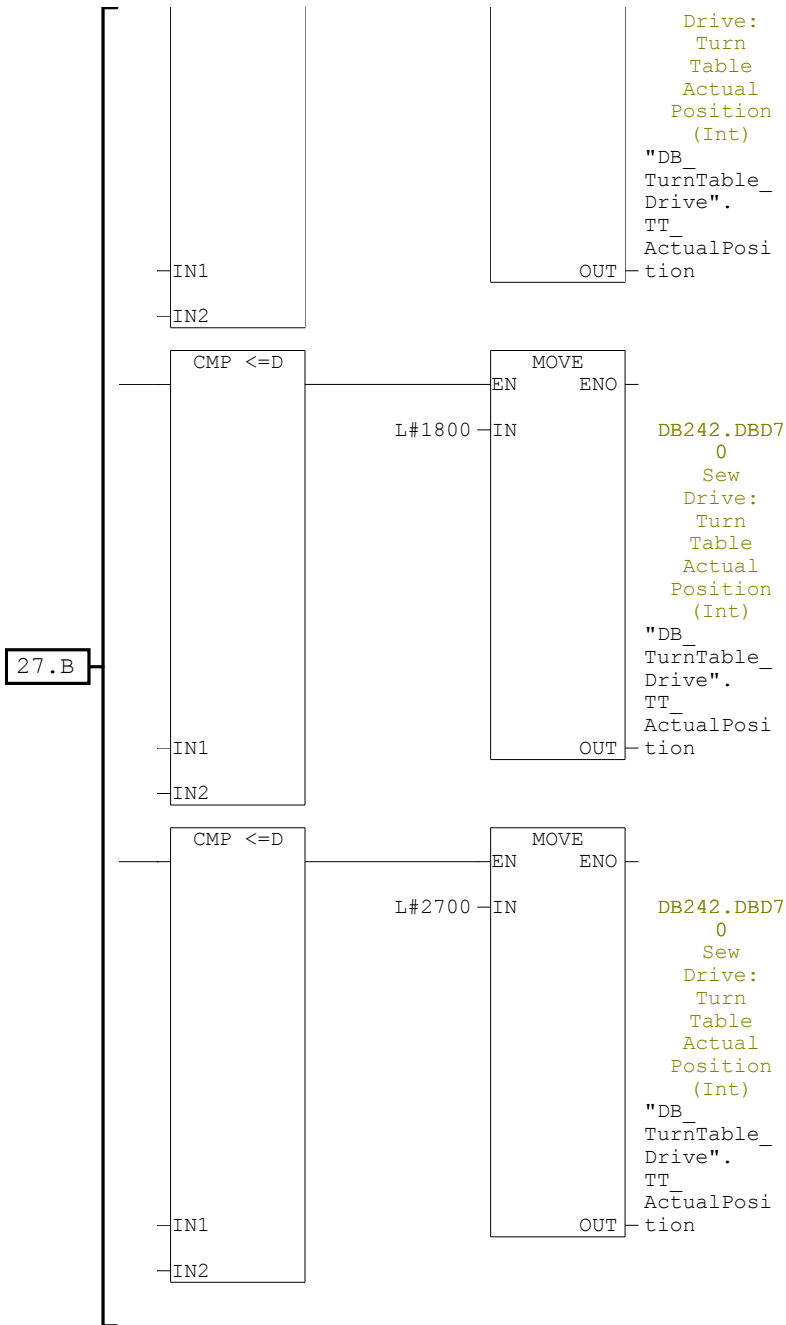 Drive:
Turn
Table
Actual
Position
(Int)
"DB_
TurnTable_
Drive".
TT_
ActualPosi
IN1
OUT
tion
IN2
CMP <=D
MOVE
EN
ENO
L#1800
IN
DB242.DBD7
0
Sew
Drive:
Turn
Table
Actual
Position
(Int)
"DB_
TurnTable_
Drive".
TT_
ActualPosi
27.B
IN1
OUT
tion
IN2
CMP <=D
MOVE
EN
ENO
L#2700
IN
DB242.DBD7
0
Sew
Drive:
Turn
Table
Actual
Position
(Int)
"DB_
TurnTable_
Drive".
TT_
ActualPosi
IN1
OUT
tion
IN2